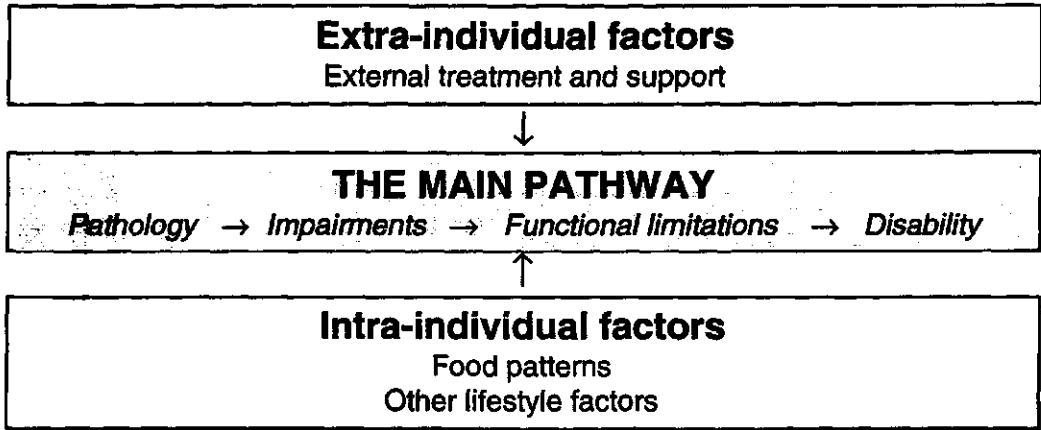 Extra-individual factors
External treatment and support
↓
THE MAIN PATHWAY
Pathology → Impairments → Functional limitations → Disability
↑
Intra-individual factors
Food patterns
Other lifestyle factors